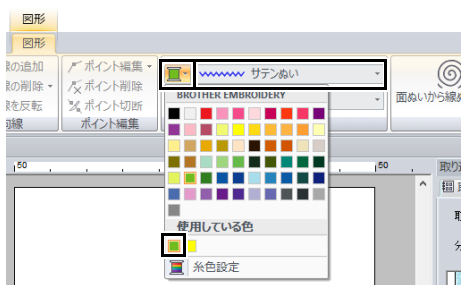 図形
図形
線の追加
ポイント編集
サテンぬい
線の削除
ポイント削除
面ぬいから線
線を反転
ポイント切断
ポイント編集
BROTHER EMBROIDERY
50
50
取り
使用している色
糸色設定